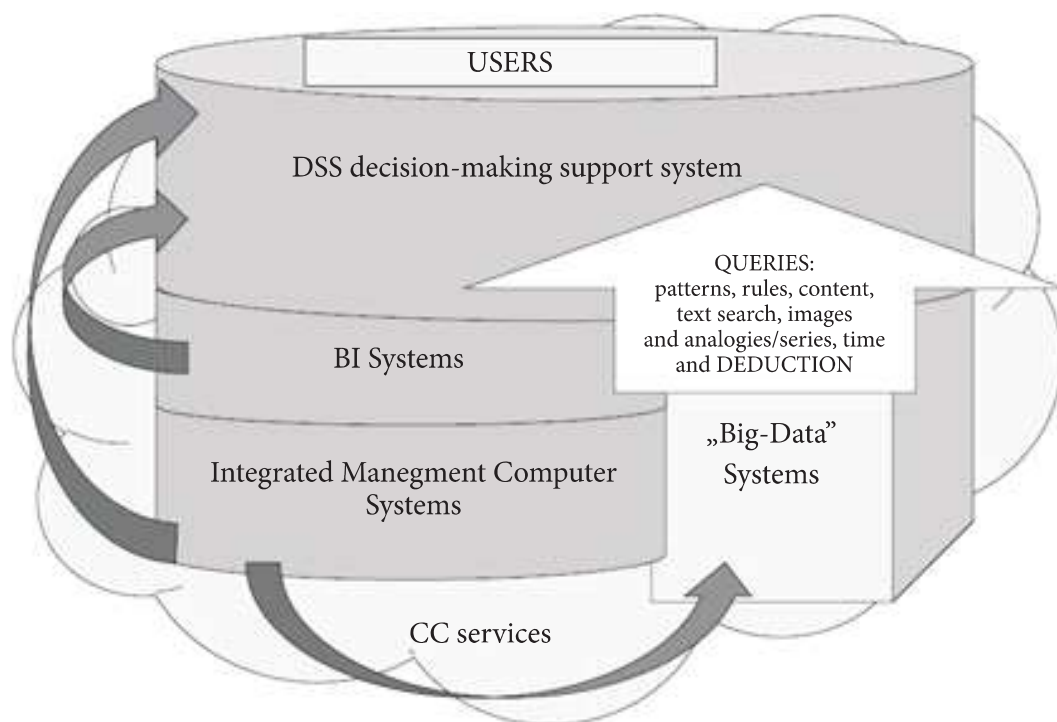 USERS
DSS decision-making support system
QUERIES:
patterns, rules, content,
text search, images
and analogies/series, time
and DEDUCTION
BI Systems
„Big-Data”
Systems
Integrated Manegment Computer
Systems
CC services